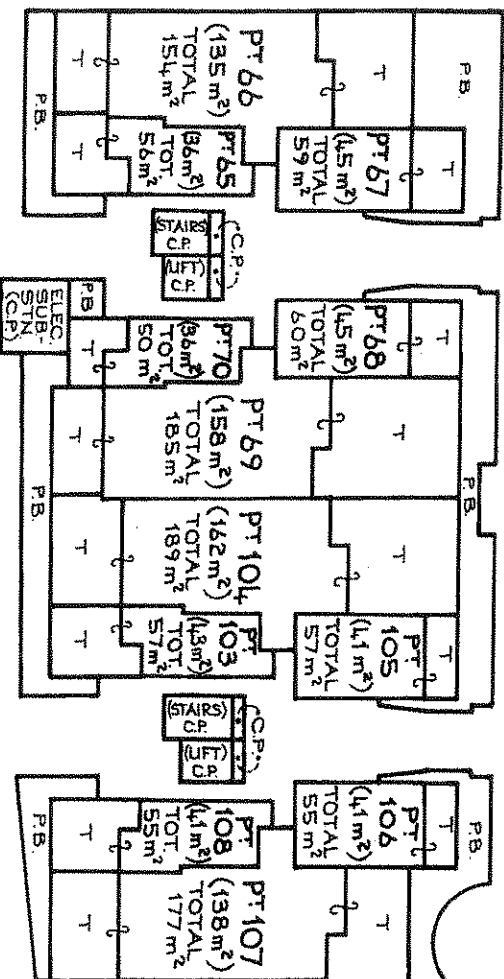 P.B.
T
T
PT 66
(135 m²)
TOTAL
154 m²
T
T
P.B.
PT 67
(45 m²)
TOTAL
59 m²
PT 65
(36 m²)
TOT.
56 m²
T
(STAIRS)
C.P.
(LIFT)
C.P.
C.P.
ELEC.
SUB-
STN
(C.P.)
P.B
T
PT 70
(36 m²)
TOT.
50 m²
PT 68
(45 m²)
TOTAL
60 m²
T
P.B.
T
PT 69
(158 m²)
TOTAL
185 m²
T
P.B.
T
PT 104
(162 m²)
TOTAL
189 m²
T
T
PT
103
(43 m²)
TOT.
57 m²
PT
105
(41 m²)
TOTAL
57 m²
T
(STAIRS)
C.P.
(LIFT)
C.P.
C.P.
P.B.
T
PT
108
(41 m²)
TOT.
55 m²
PT
106
(41 m²)
TOTAL
55 m²
T
P.B.
T
PT 107
(138 m²)
TOTAL
177 m²
T